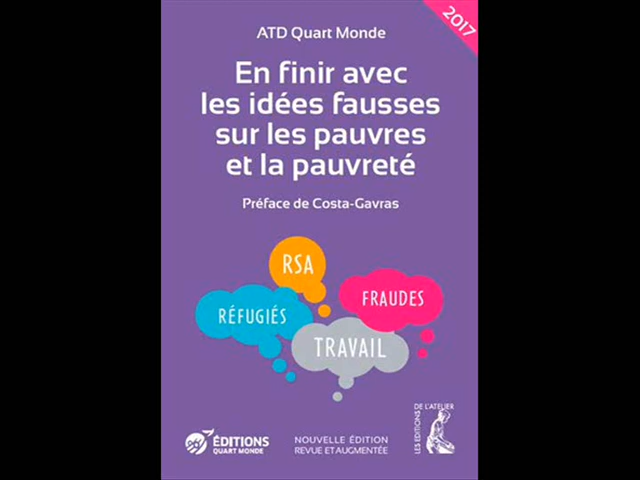 2017
ATD Quart Monde
En finir avec
les idées fausses
sur les pauvres
et la pauvreté
Préface de Costa-Gavras
RSA
FRAUDES
RÉFUGIÉS
TRAVAIL
ÉDITIONS
QUART MONDE
NOUVELLE ÉDITION
REVUE ET AUGMENTÉE
LES EDITIONS DE L'ATELIER